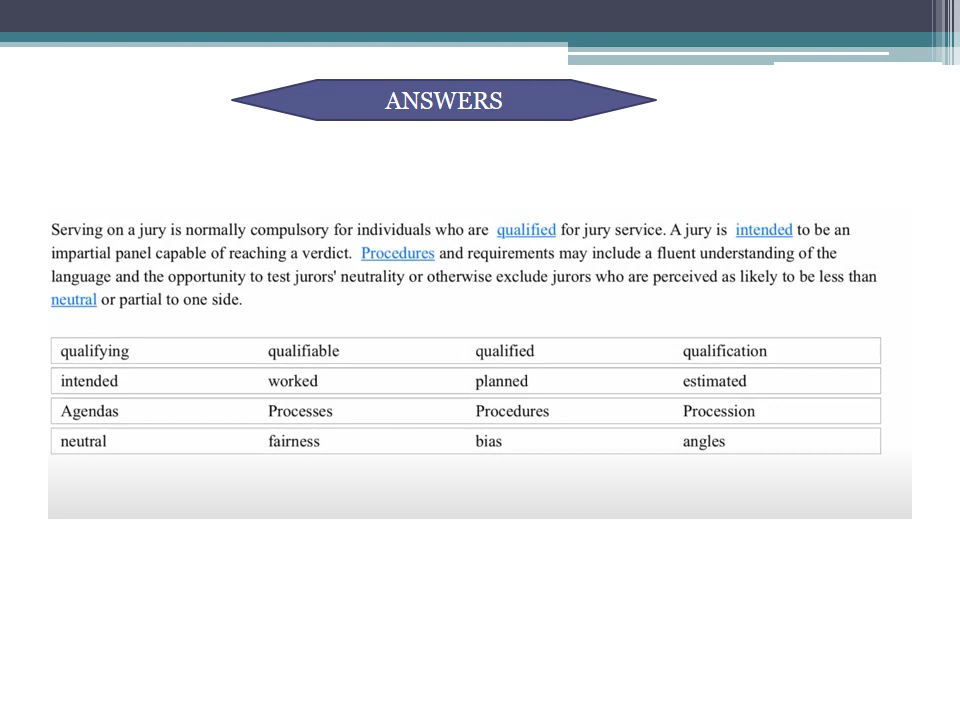 ANSWERS
Serving on a jury is normally compulsory for individuals who are qualified for jury service. A jury is intended to be an
impartial panel capable of reaching a verdict. Procedures and requirements may include a fluent understanding of the
language and the opportunity to test jurors' neutrality or otherwise exclude jurors who are perceived as likely to be less than
neutral or partial to one side.
qualifying qualifiable qualified qualification
intended worked planned estimated
Agendas Processes Procedures Procession
neutral fairness bias angles